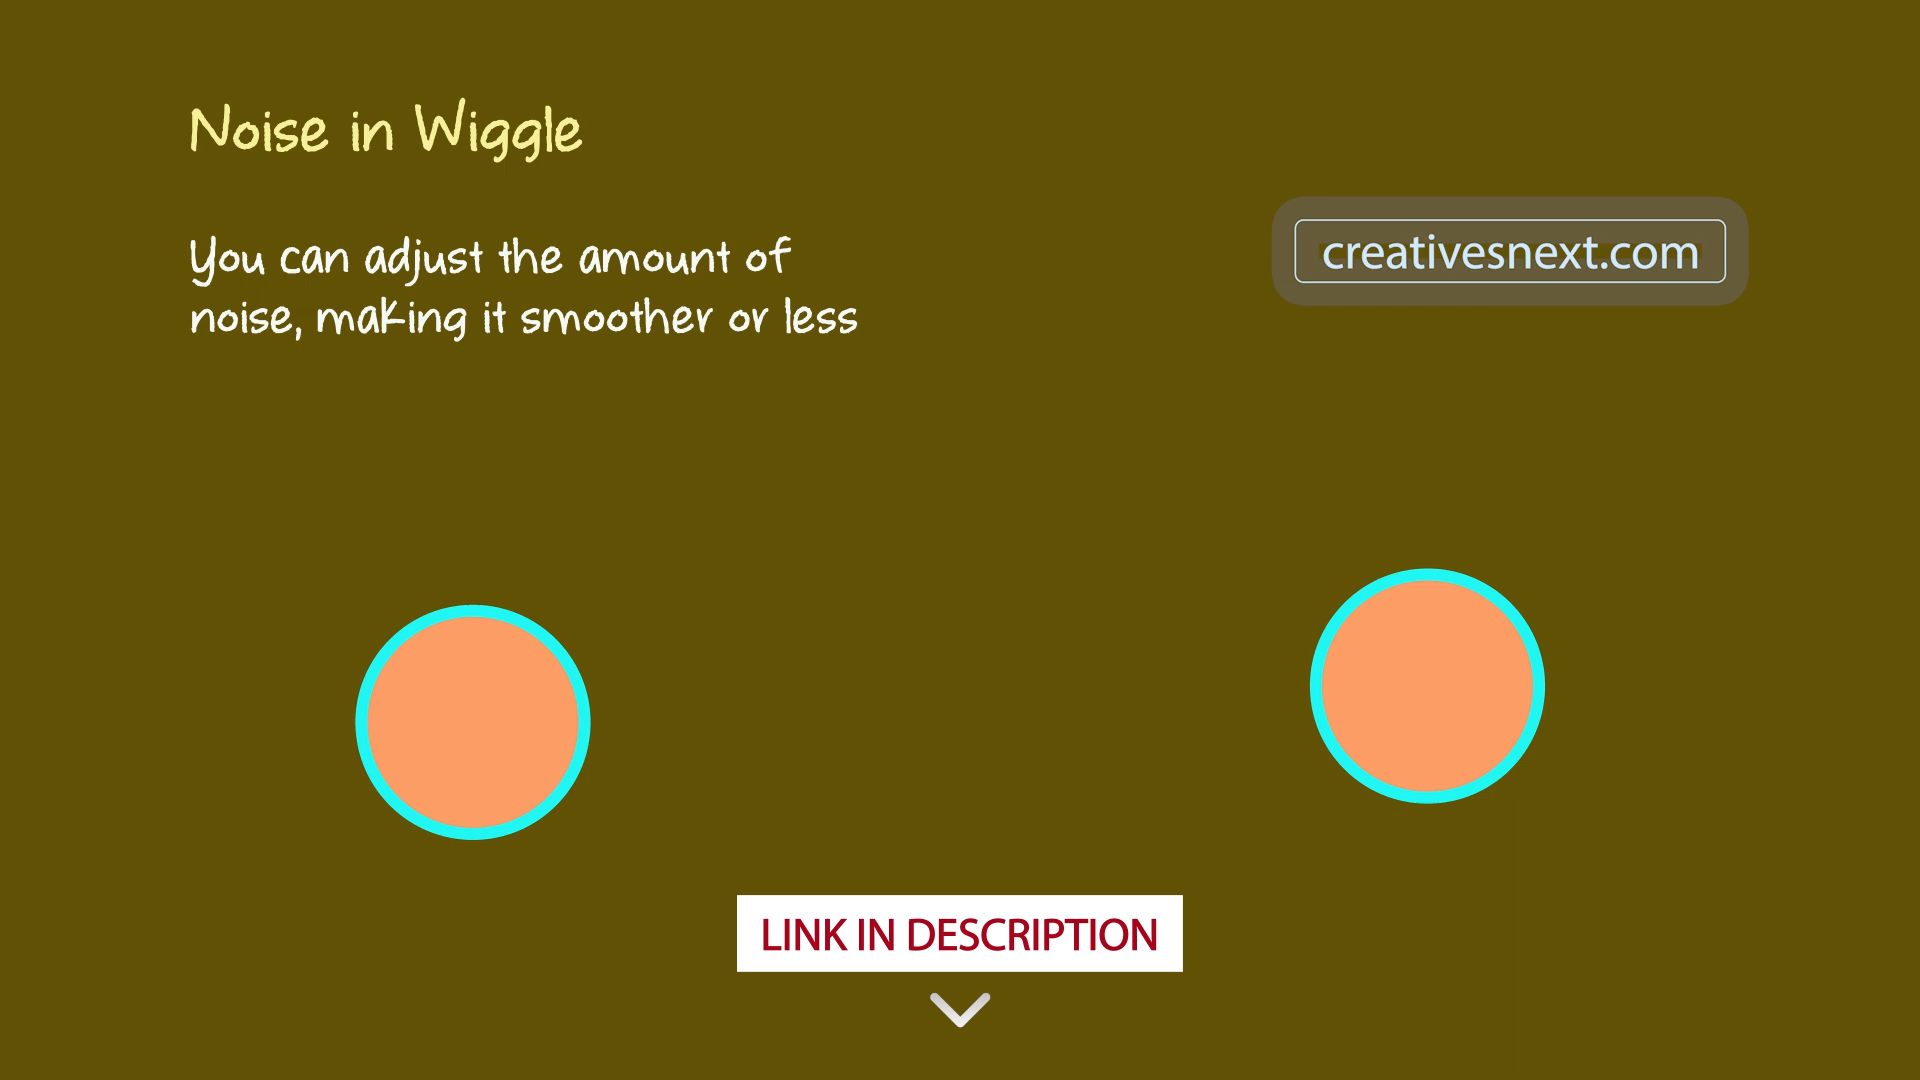 Noise in Wiggle
You can adjust the amount of
noise, making it smoother or less
creativesnext.com
LINK IN DESCRIPTION